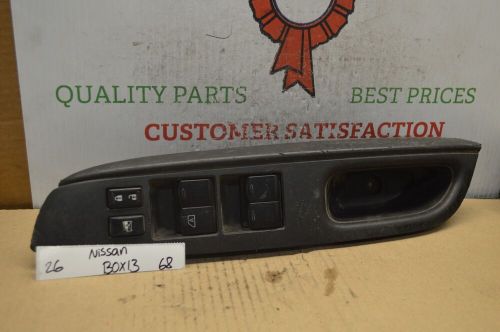 QUALITY PARTS BEST PRICES
CUSTOMER SATISFACTION
Nissan
26 BOX13 68